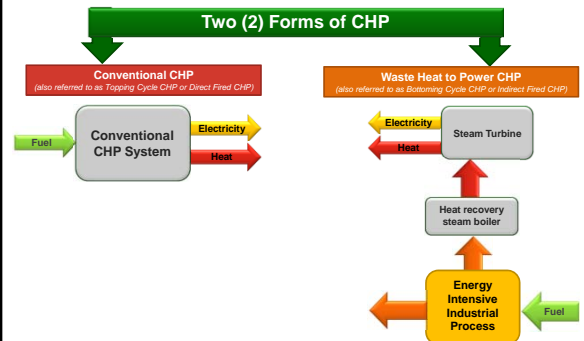 Two (2) Forms of CHP
Conventional CHP
(also referred to as Topping Cycle CHP or Direct Fired CHP)
Fuel
Conventional
CHP System
Electricity
Heat
Waste Heat to Power CHP
(also referred to as Bottoming Cycle CHP or Indirect Fired CHP)
Electricity
Heat
Steam Turbine
Heat recovery
steam boiler
Energy
Intensive
Industrial
Process
Fuel